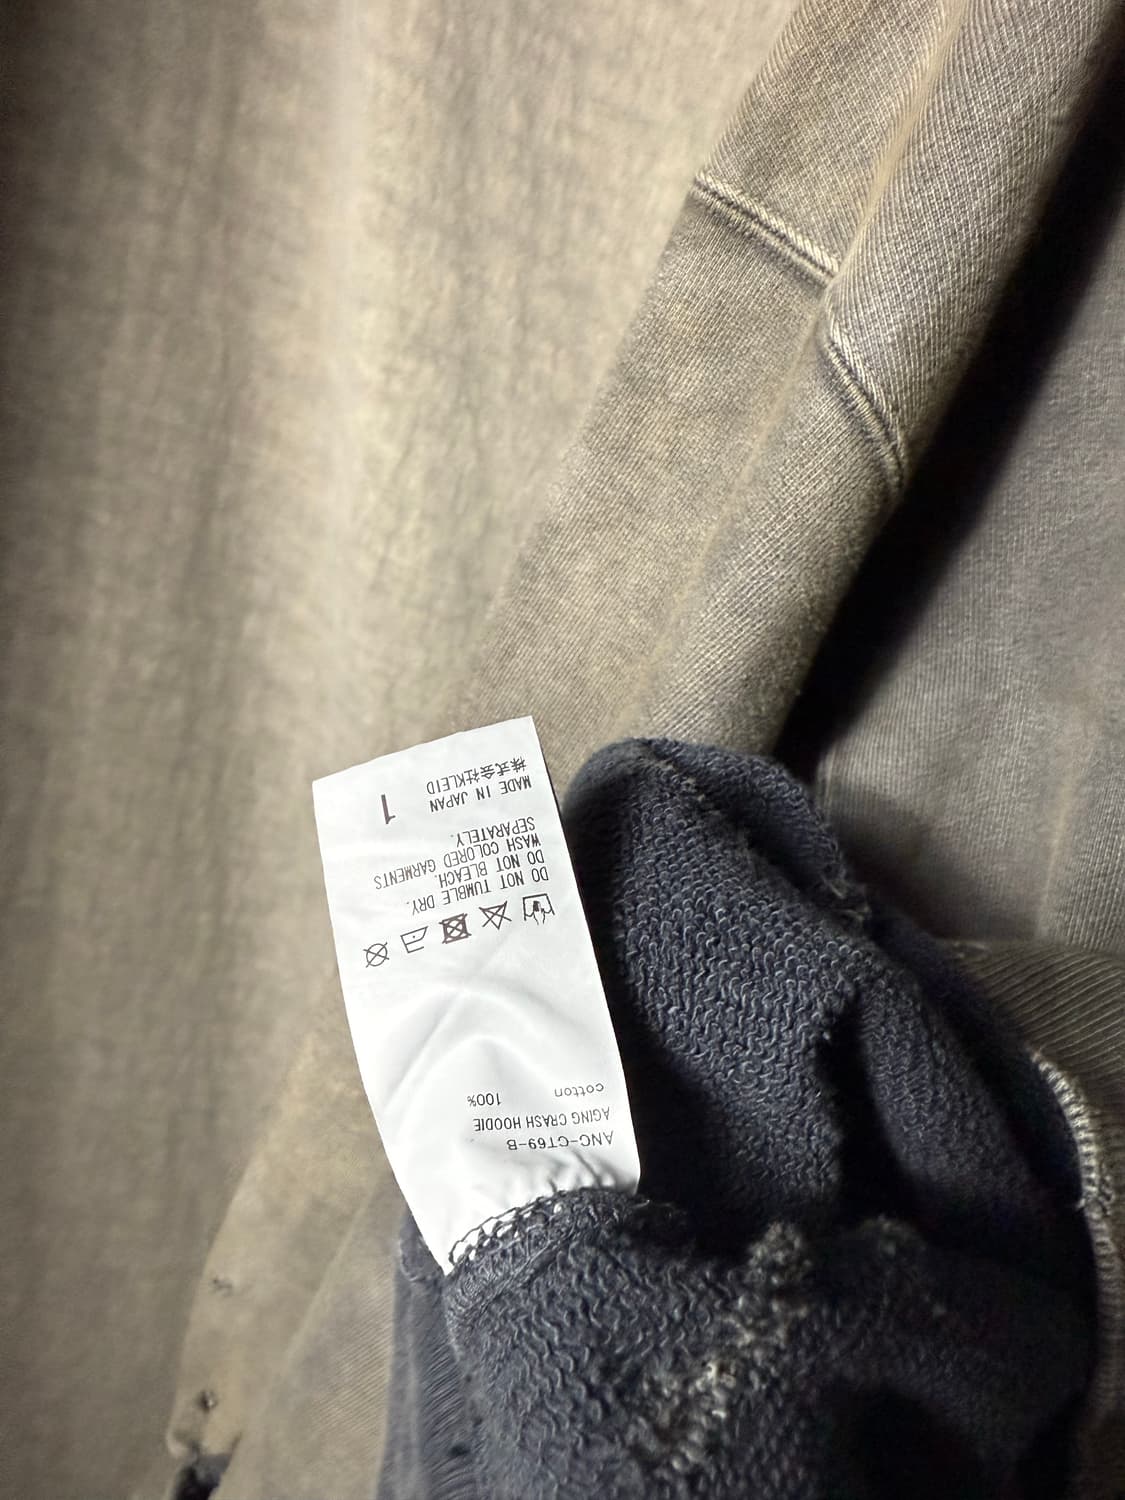 ANG-CT69-B
AGING CRASH HOODIE
cotton 100%
DO NOT TUMBLE DRY.
DO NOT BLEACH.
WASH COLORED GARMENTS
SEPARATELY.
MADE IN JAPAN
株式会社KLEID
1